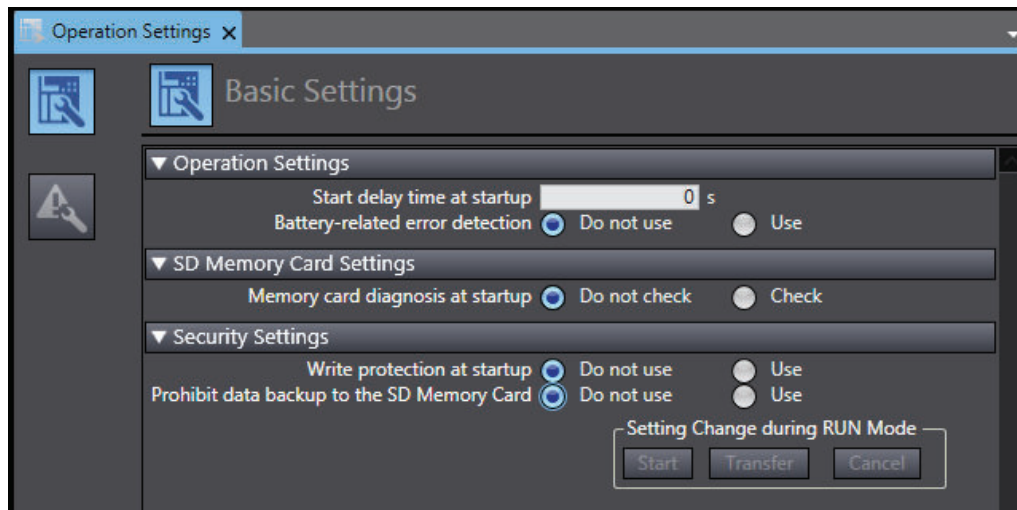 Operation Settings
Basic Settings
Operation Settings
Start delay time at startup 0 s
Battery-related error detection Do not use Use
SD Memory Card Settings
Memory card diagnosis at startup Do not check Check
Security Settings
Write protection at startup Do not use Use
Prohibit data backup to the SD Memory Card Do not use Use
Setting Change during RUN Mode
Start Transfer Cancel